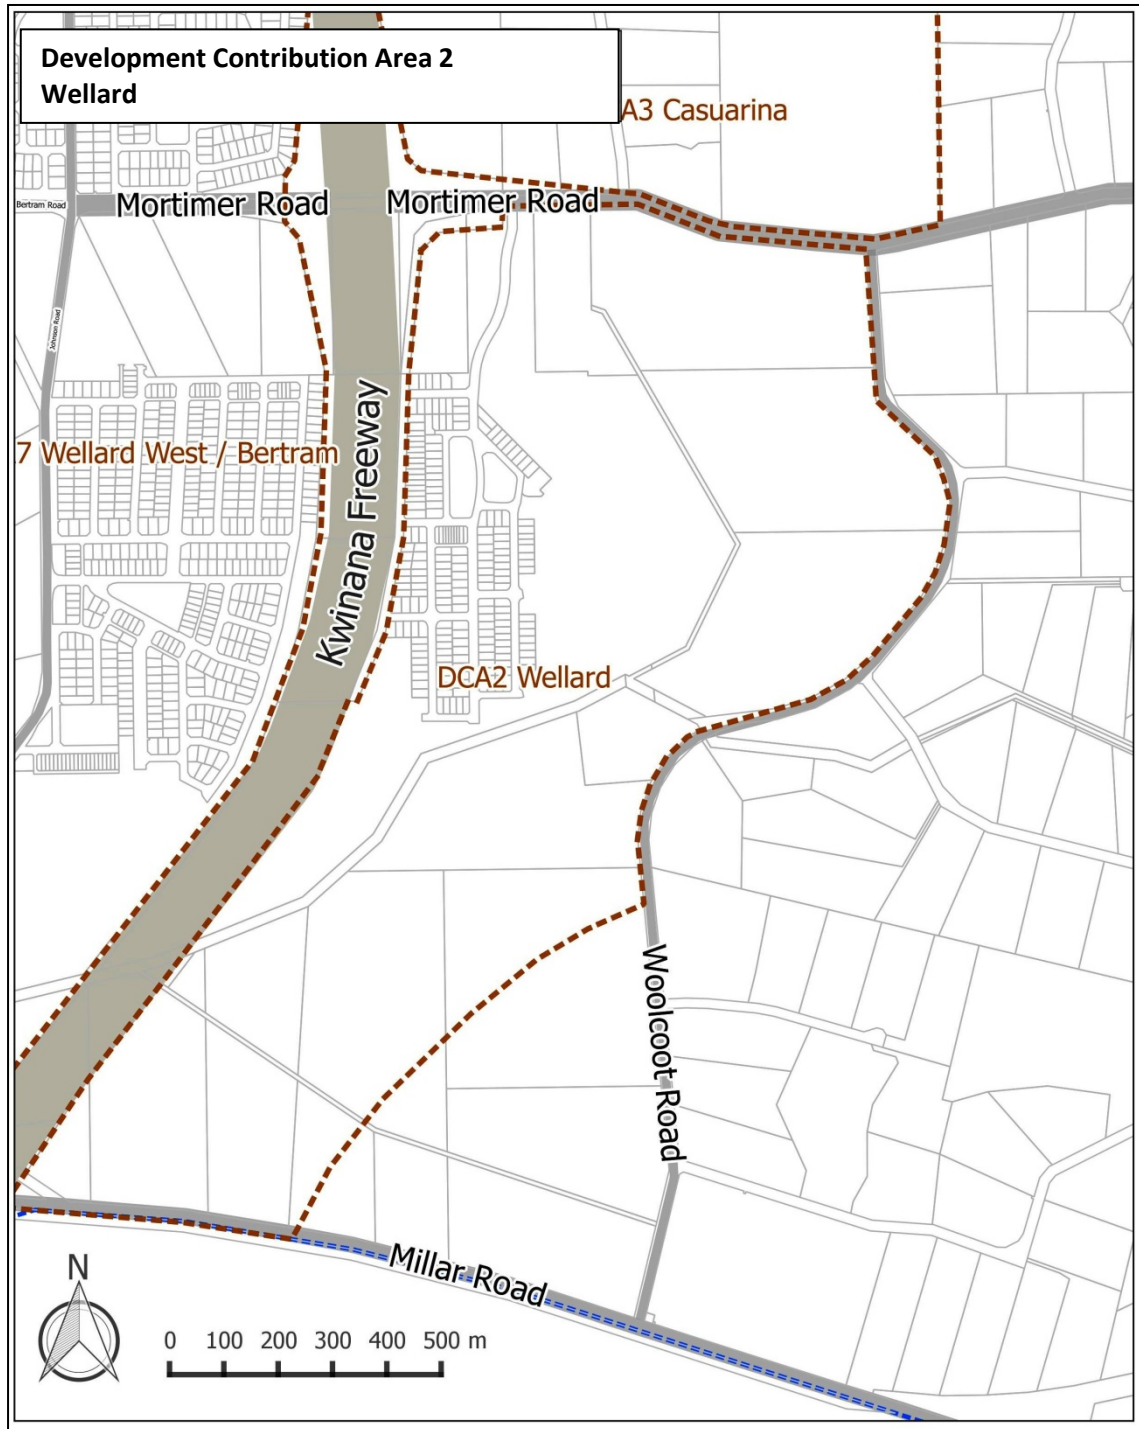 Development Contribution Area 2
Wellard
A3 Casuarina
Mortimer Road
Mortimer Road
Bertram Road
Johnson Road
7 Wellard West / Bertram
Kwinana Freeway
DCA2 Wellard
Woolcoot Road
Millar Road
N
0 100 200 300 400 500 m